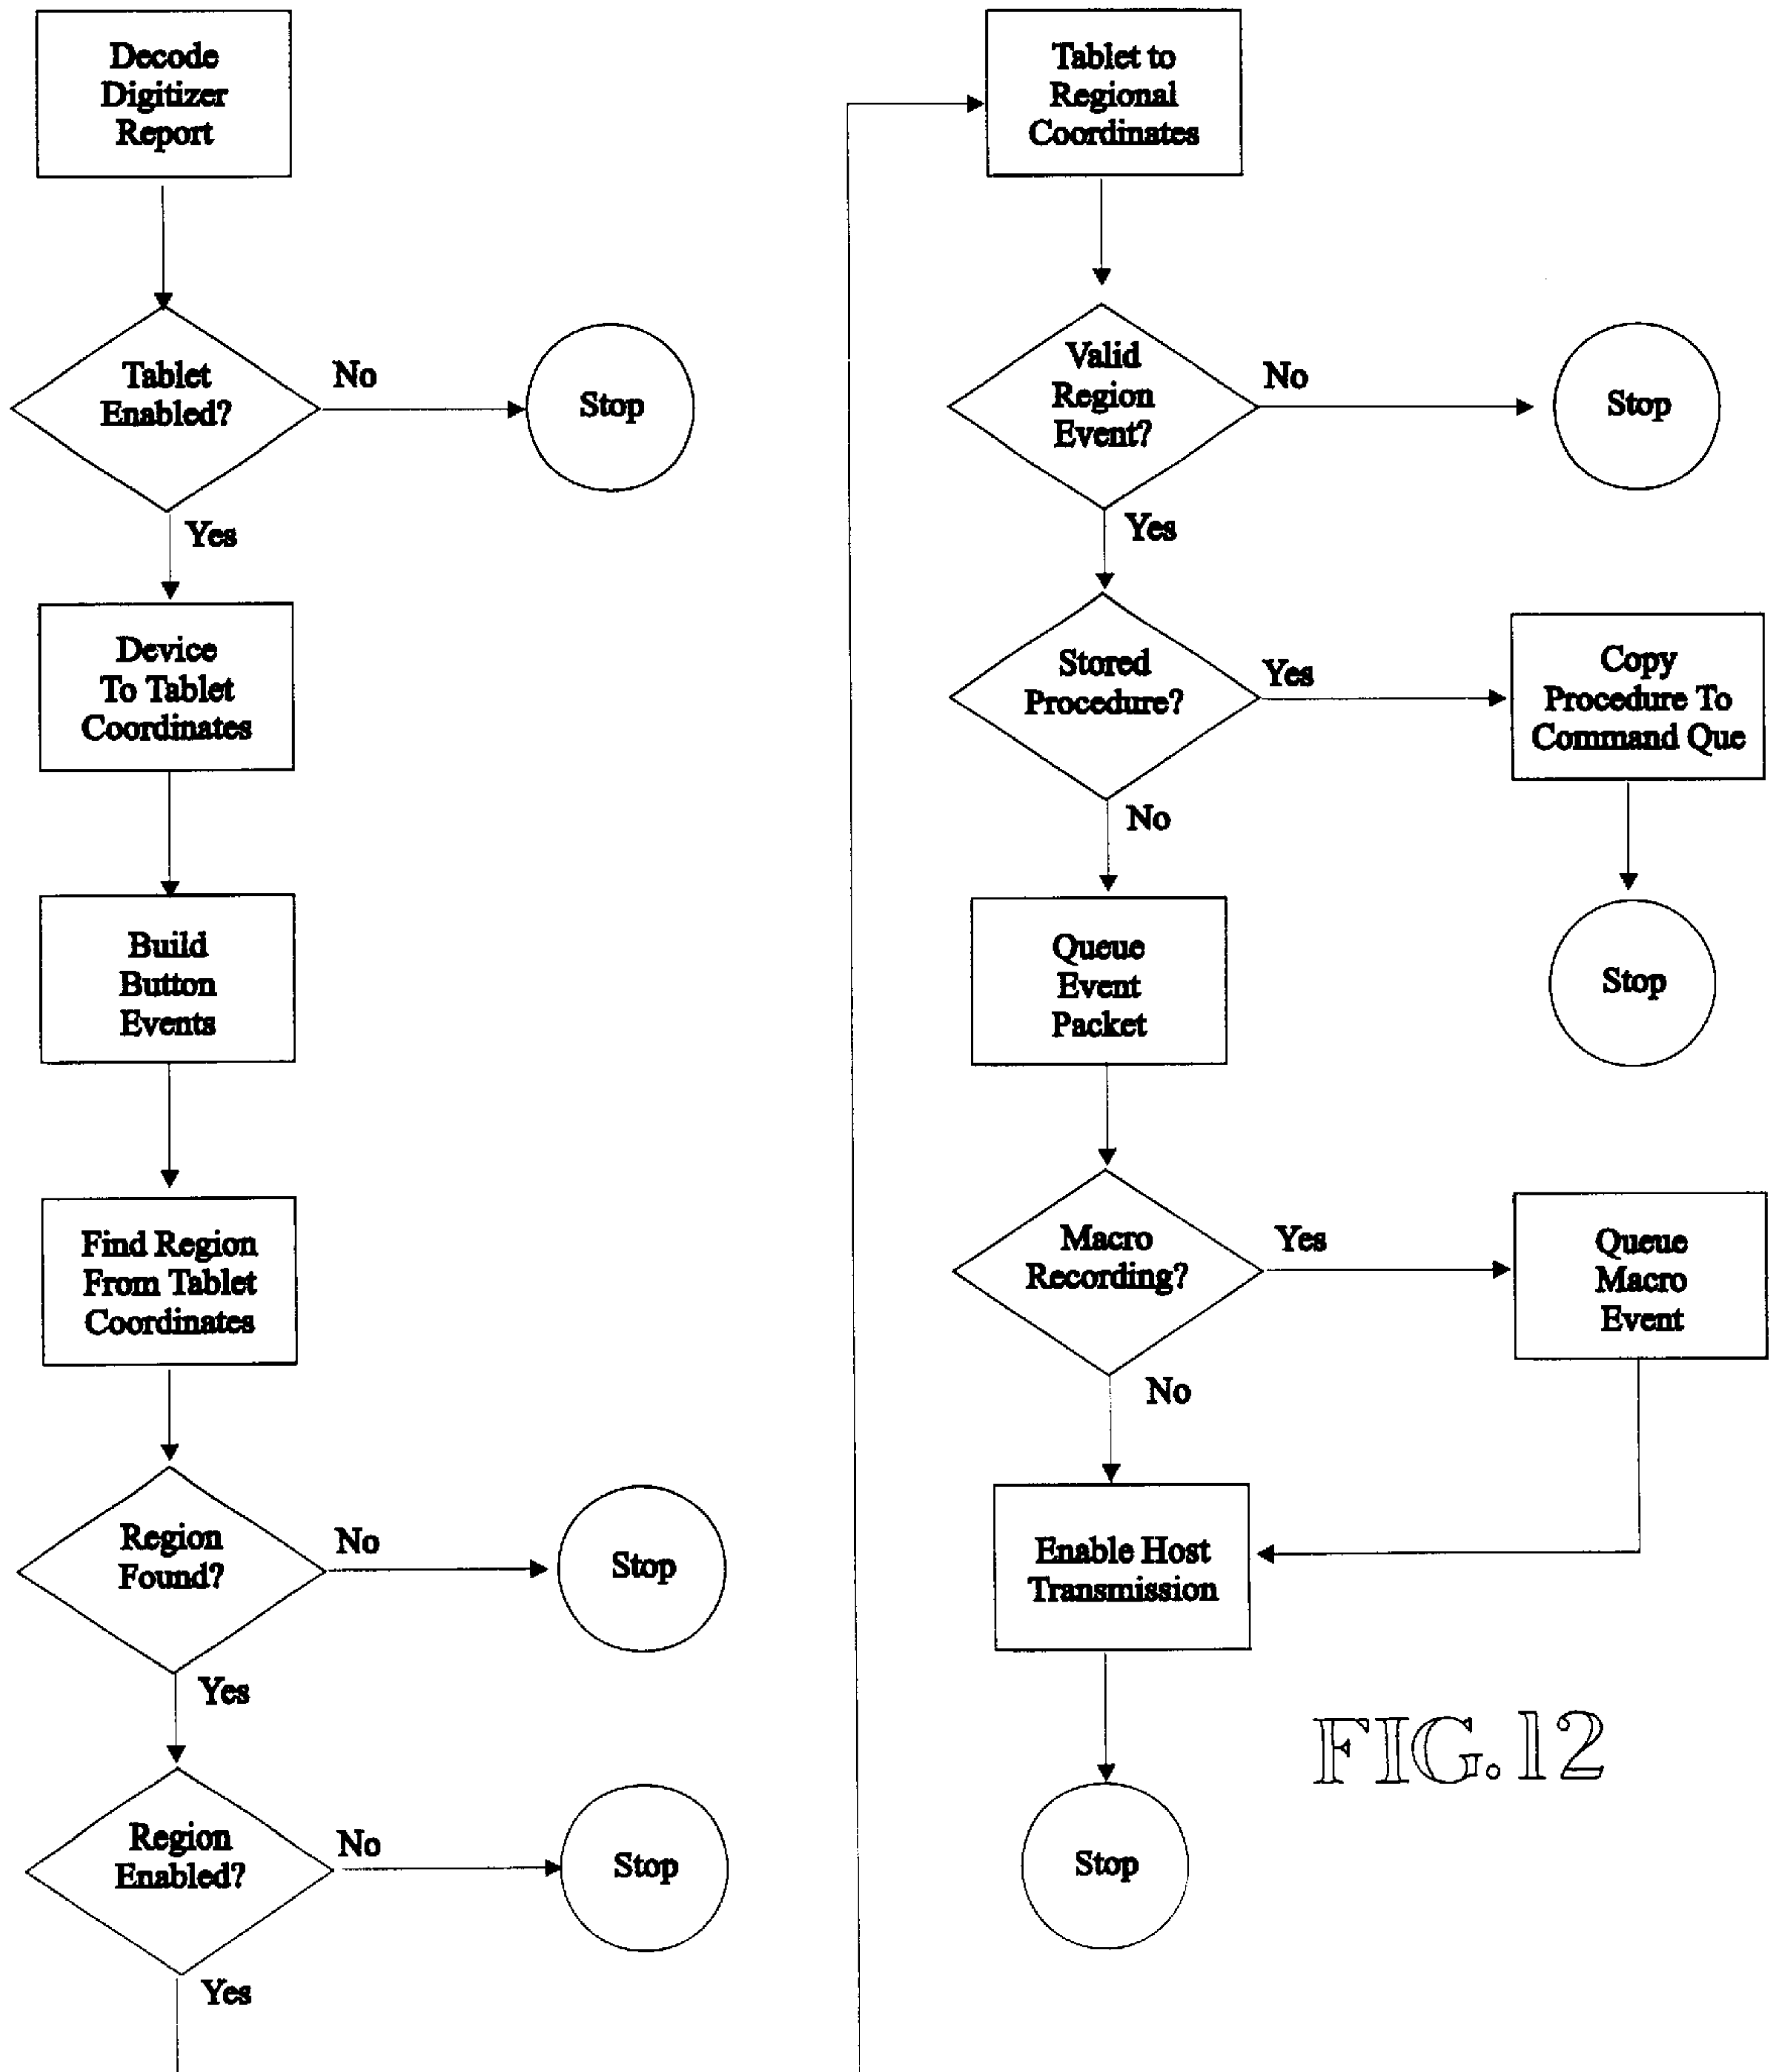 Decode
Digitizer
Report
Tablet
Enabled?
No
Stop
Yes
Device
To Tablet
Coordinates
Build
Button
Events
Find Region
From Tablet
Coordinates
Region
Found?
No
Stop
Yes
Region
Enabled?
No
Stop
Yes
Tablet to
Regional
Coordinates
Valid
Region
Event?
No
Stop
Yes
Stored
Procedure?
Yes
Copy
Procedure To
Command Que
Stop
No
Queue
Event
Packet
Macro
Recording?
Yes
Queue
Macro
Event
No
Enable Host
Transmission
Stop
FIG.12